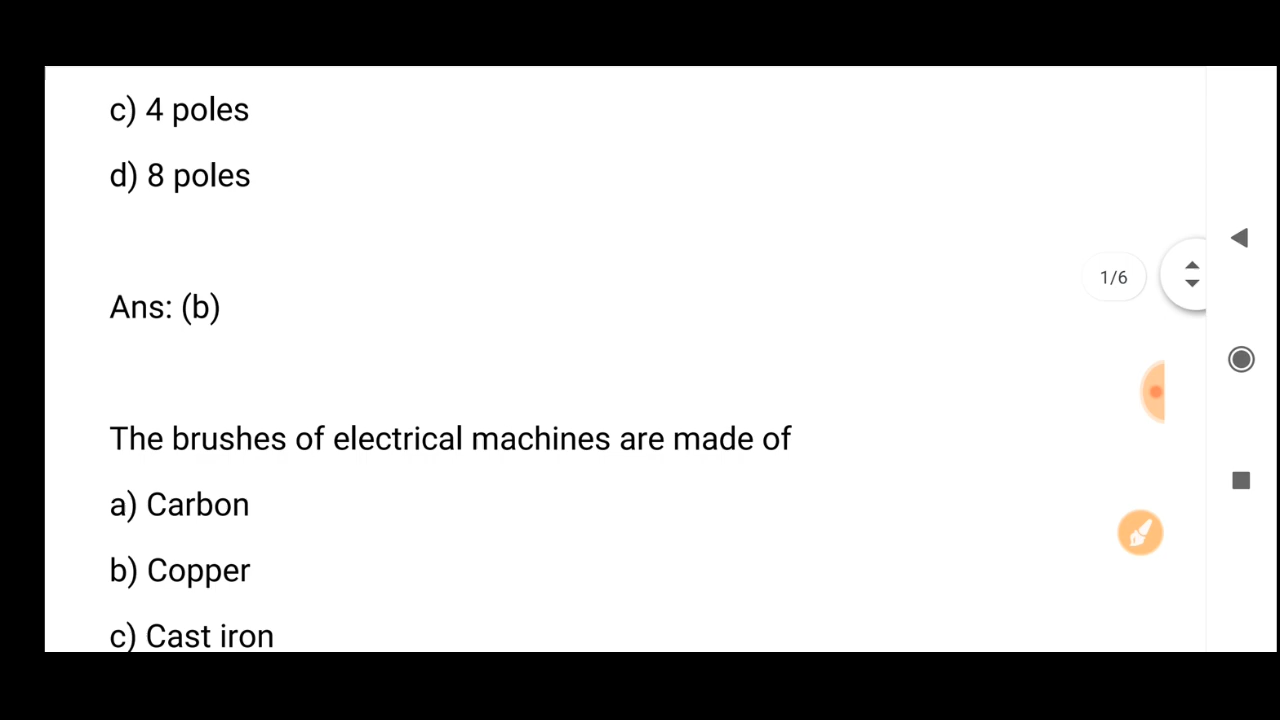 c) 4 poles
d) 8 poles
1/6
Ans: (b)
The brushes of electrical machines are made of
a) Carbon
b) Copper
c) Cast iron